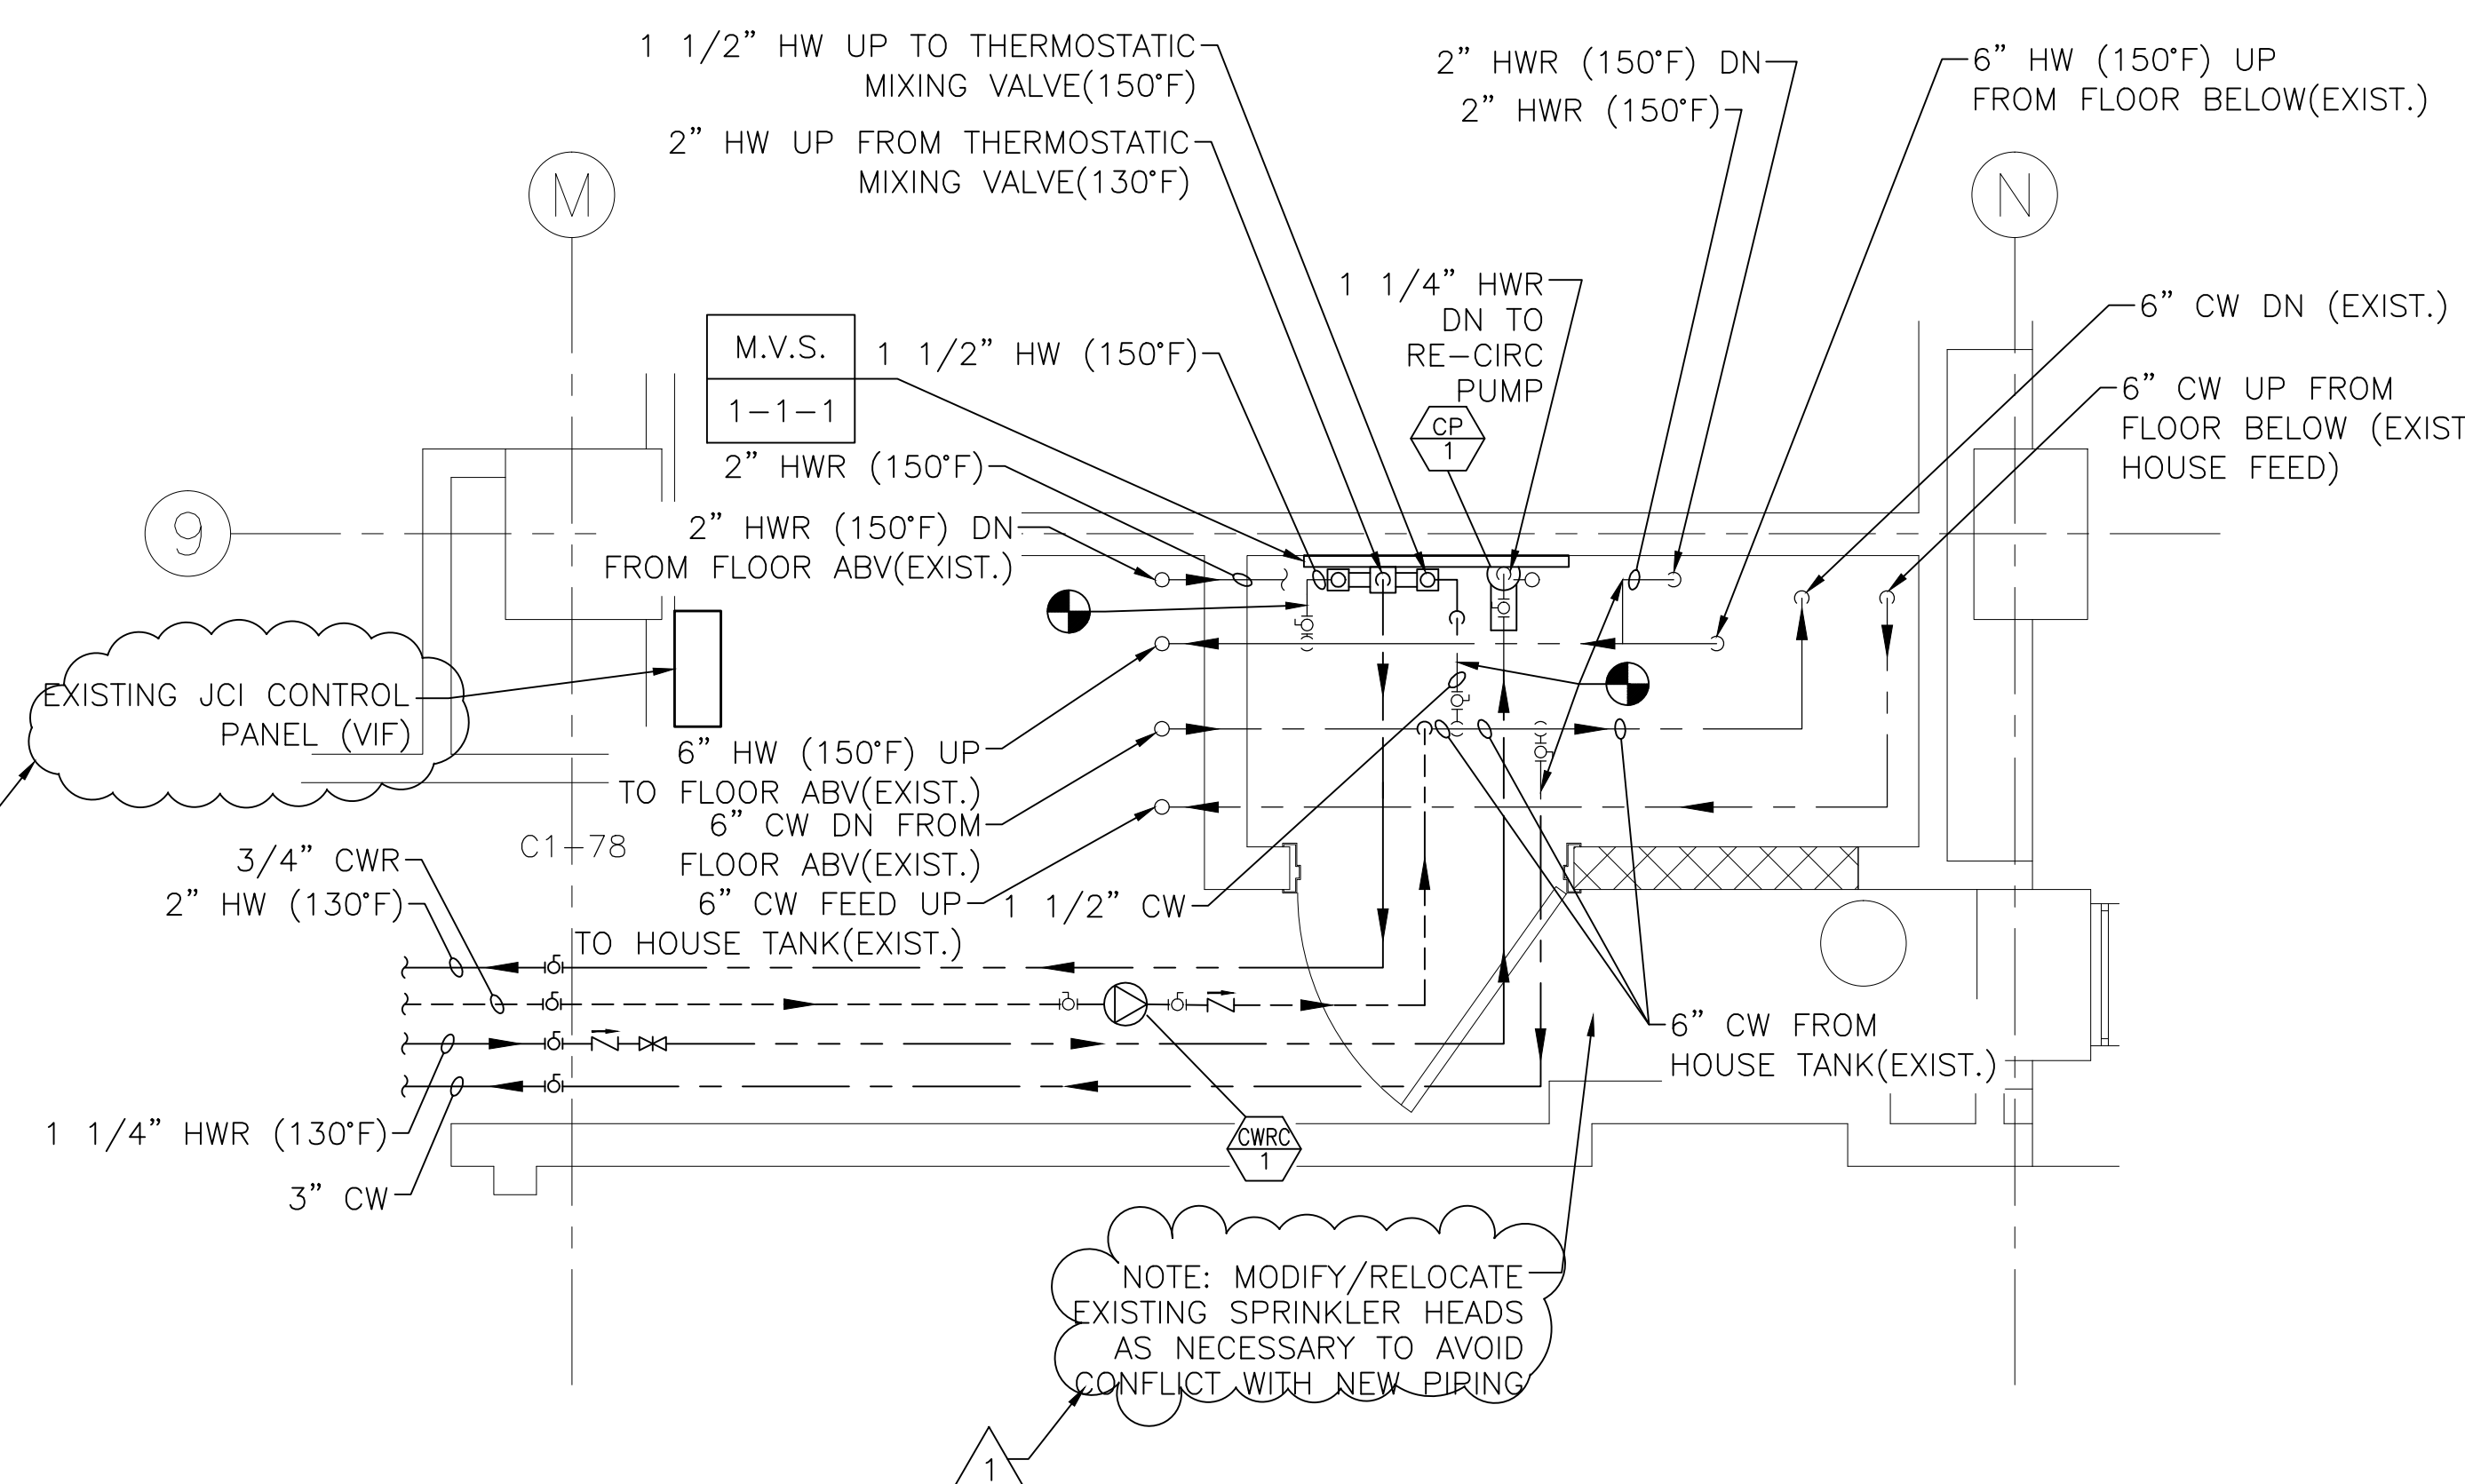 1 1/2” HW UP TO THERMOSTATIC
MIXING VALVE(150°F)
2” HW UP FROM THERMOSTATIC
MIXING VALVE(130°F)
2” HWR (150°F) DN
2” HWR (150°F)
6” HW (150°F) UP
FROM FLOOR BELOW(EXIST.)
M
N
9
1 1/4” HWR
DN TO
RE-CIRC
PUMP
CP
1
6” CW DN (EXIST.)
6” CW UP FROM
FLOOR BELOW (EXIST
HOUSE FEED)
M.V.S.
1-1-1
1 1/2” HW (150°F)
2” HWR (150°F)
2” HWR (150°F) DN
FROM FLOOR ABV(EXIST.)
EXISTING JCI CONTROL
PANEL (VIF)
6” HW (150°F) UP
TO FLOOR ABV(EXIST.)
6” CW DN FROM
FLOOR ABV(EXIST.)
6” CW FEED UP
TO HOUSE TANK(EXIST.)
1 1/2” CW
C1-78
3/4” CWR
2” HW (130°F)
1 1/4” HWR (130°F)
3” CW
6” CW FROM
HOUSE TANK(EXIST.)
CWRC
1
NOTE: MODIFY/RELOCATE
EXISTING SPRINKLER HEADS
AS NECESSARY TO AVOID
CONFLICT WITH NEW PIPING
1